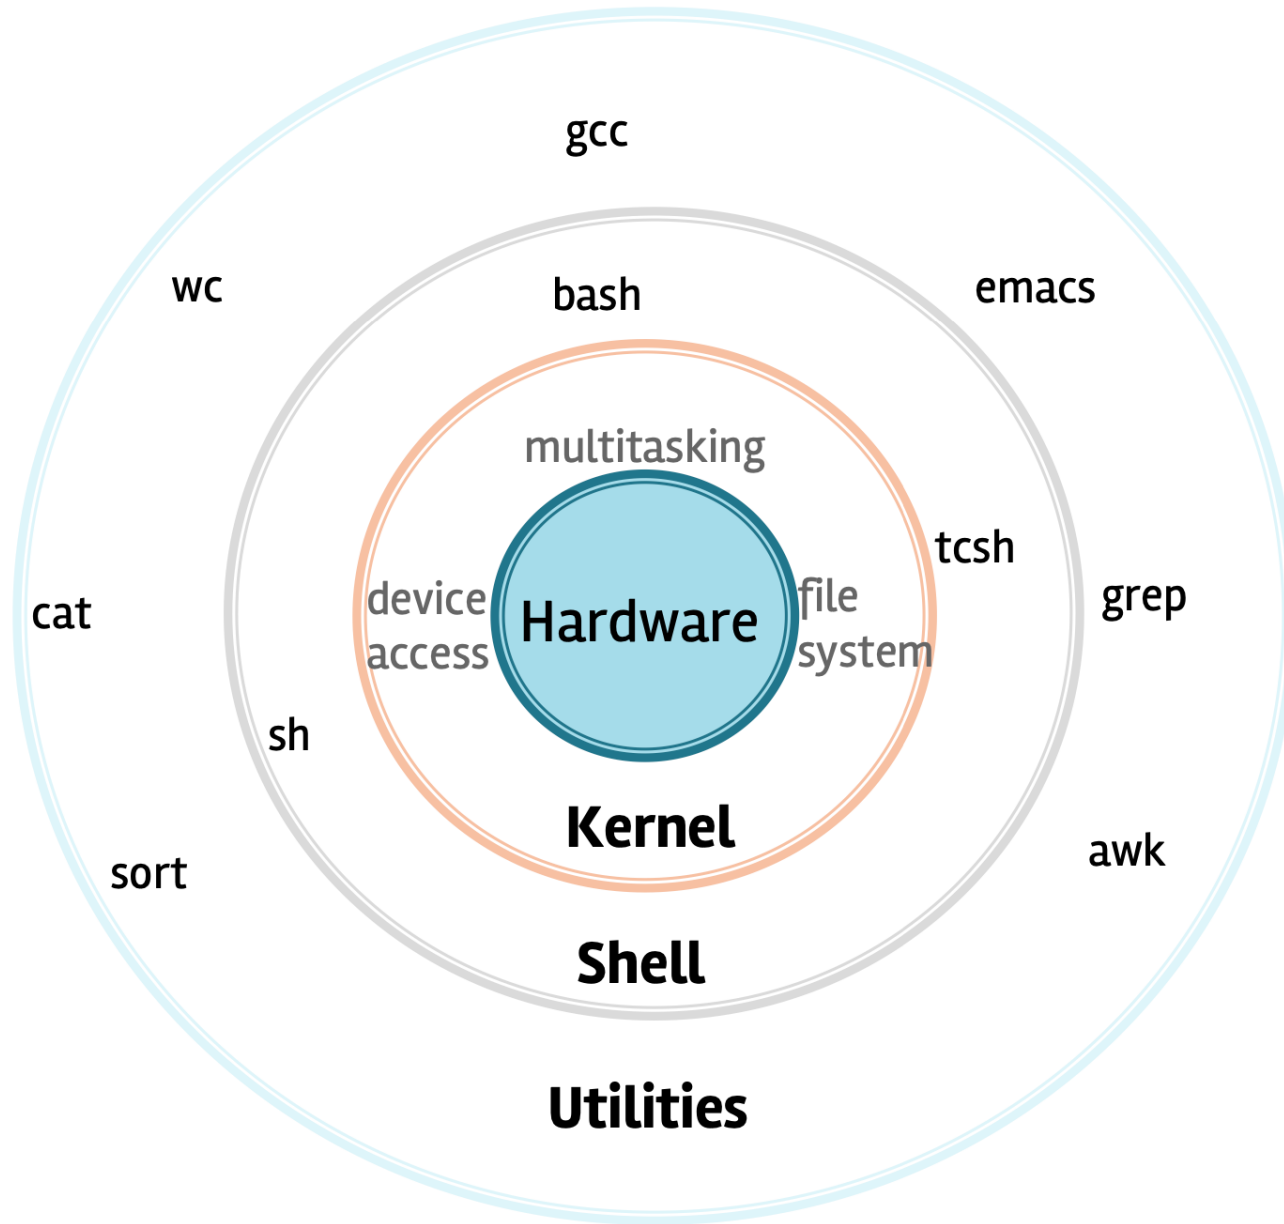 gcc
wc
emacs
bash
multitasking
tcsh
device
access
Hardware
file
system
grep
cat
sh
Kernel
awk
sort
Shell
Utilities